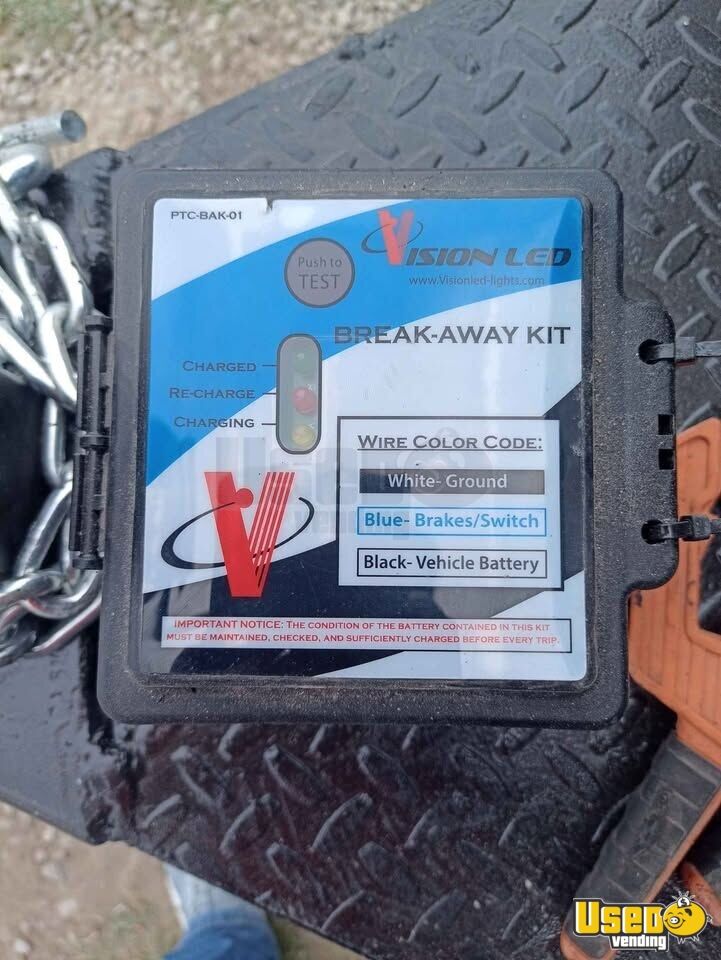 PTC-BAK-01
VISION LED
www.Visionled-lights.com
Push to
TEST
BREAK-AWAY KIT
CHARGED
RE-CHARGE
CHARGING
WIRE COLOR CODE:
White- Ground
Blue- Brakes/Switch
Black- Vehicle Battery
IMPORTANT NOTICE: THE CONDITION OF THE BATTERY CONTAINED IN THIS KIT
MUST BE MAINTAINED, CHECKED, AND SUFFICIENTLY CHARGED BEFORE EVERY TRIP.
Used
vending